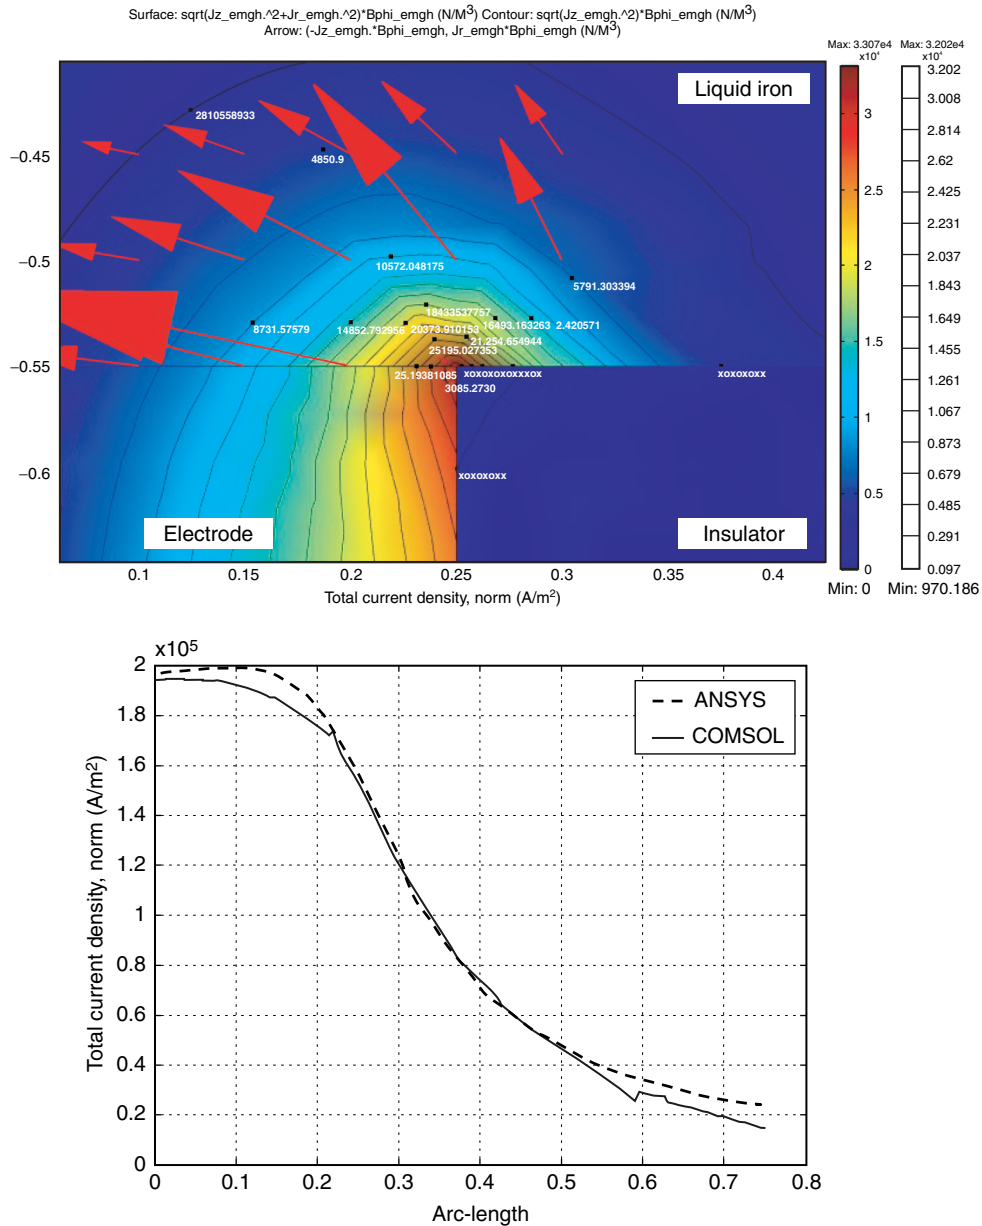 Surface: sqrt(Jz_emgh.^2+Jr_emgh.^2)*Bphi_emgh (N/M3) Contour: sqrt(Jz_emgh.^2)*Bphi_emgh (N/M3)
Arrow: (-Jz_emgh.*Bphi_emgh, Jr_emgh*Bphi_emgh (N/M3)
Max: 3.307e4 Max: 3.202e4
x10⁴ x10⁴
Liquid iron
−0.45
−0.5
−0.55
−0.6
2810558933
4850.9
10572.048175
5791.303394
18433537757
8731.57579
14852.792956
20373.910153
16493.163263
2.420571
21.254.654944
25195.027353
25.19381085
xoxoxoxoxxxox
xoxoxoxx
3085.2730
xoxoxoxx
Electrode
Insulator
0.1 0.15 0.2 0.25 0.3 0.35 0.4
Total current density, norm (A/m2)
3
2.5
2
1.5
1
0.5
0
3.202
3.008
2.814
2.62
2.425
2.231
2.037
1.843
1.649
1.455
1.261
1.067
0.873
0.679
0.485
0.291
0.097
Min: 0 Min: 970.186
x10⁵
2
1.8
1.6
1.4
1.2
1
0.8
0.6
0.4
0.2
0
Total current density, norm (A/m2)
ANSYS
COMSOL
0 0.1 0.2 0.3 0.4 0.5 0.6 0.7 0.8
Arc-length